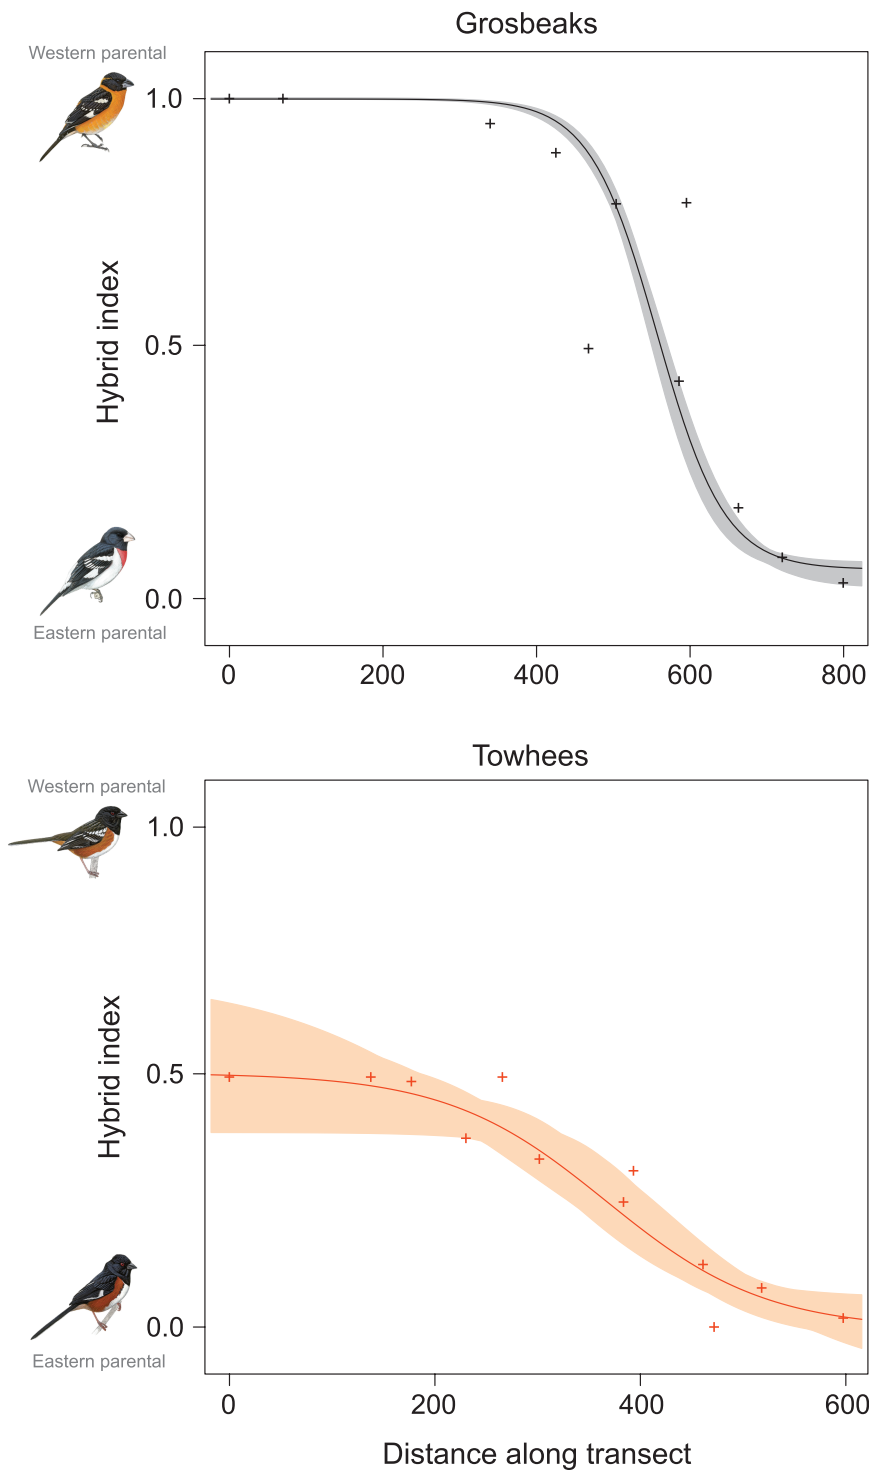 Grosbeaks
Western parental
1.0
Hybrid index
0.5
0.0
Eastern parental
0 200 400 600 800
Towhees
Western parental
1.0
Hybrid index
0.5
0.0
Eastern parental
0 200 400 600
Distance along transect